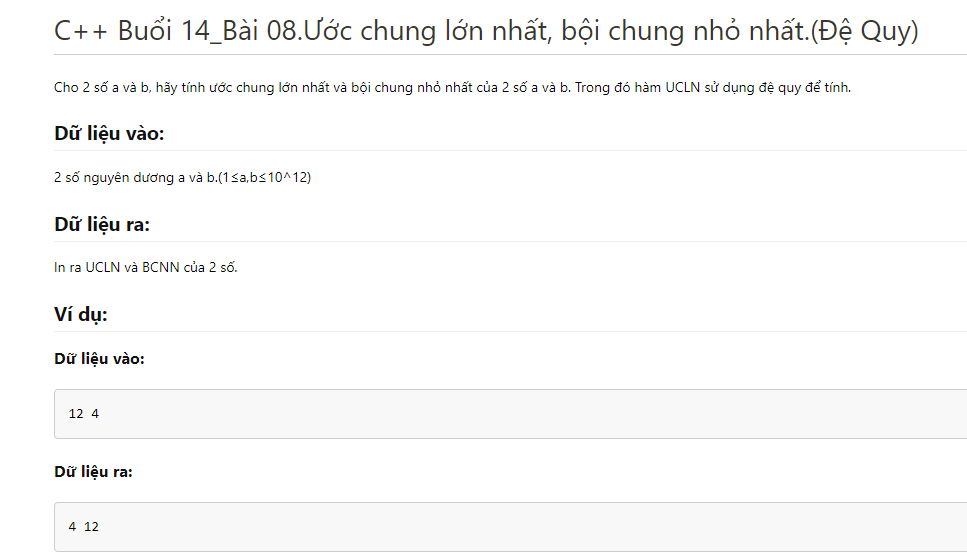 C++ Buổi 14_Bài 08.Ước chung lớn nhất, bội chung nhỏ nhất.(Đệ Quy)
Cho 2 số a và b, hãy tính ước chung lớn nhất và bội chung nhỏ nhất của 2 số a và b. Trong đó hàm UCLN sử dụng đệ quy để tính.
Dữ liệu vào:
2 số nguyên dương a và b.(1≤a,b≤10^12)
Dữ liệu ra:
In ra UCLN và BCNN của 2 số.
Ví dụ:
Dữ liệu vào:
12 4
Dữ liệu ra:
4 12